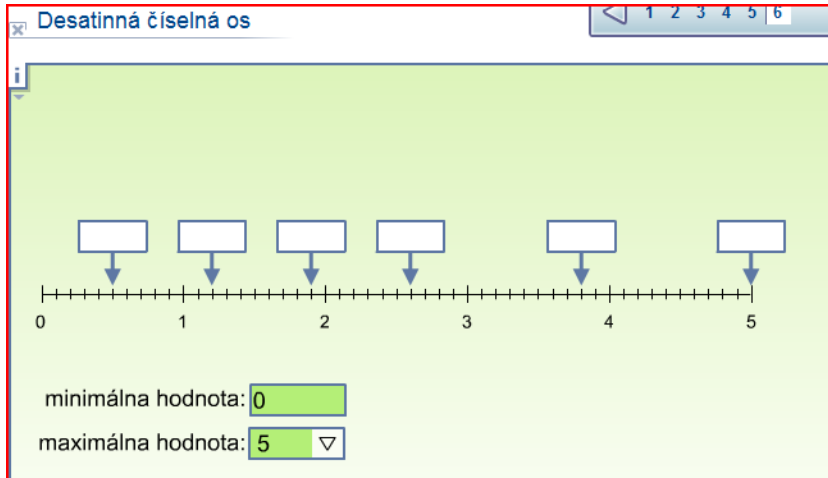 Desatinná číselná os
1 2 3 4 5 6
i
0 1 2 3 4 5
minimálna hodnota: 0
maximálna hodnota: 5